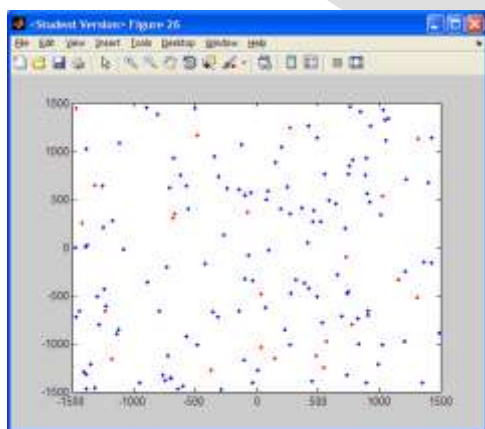 <Student Version> Figure 26
File Edit View Insert Tools Desktop Window Help
1500
1000
500
0
-500
-1000
-1500
-1500 -1000 -500 0 500 1000 1500